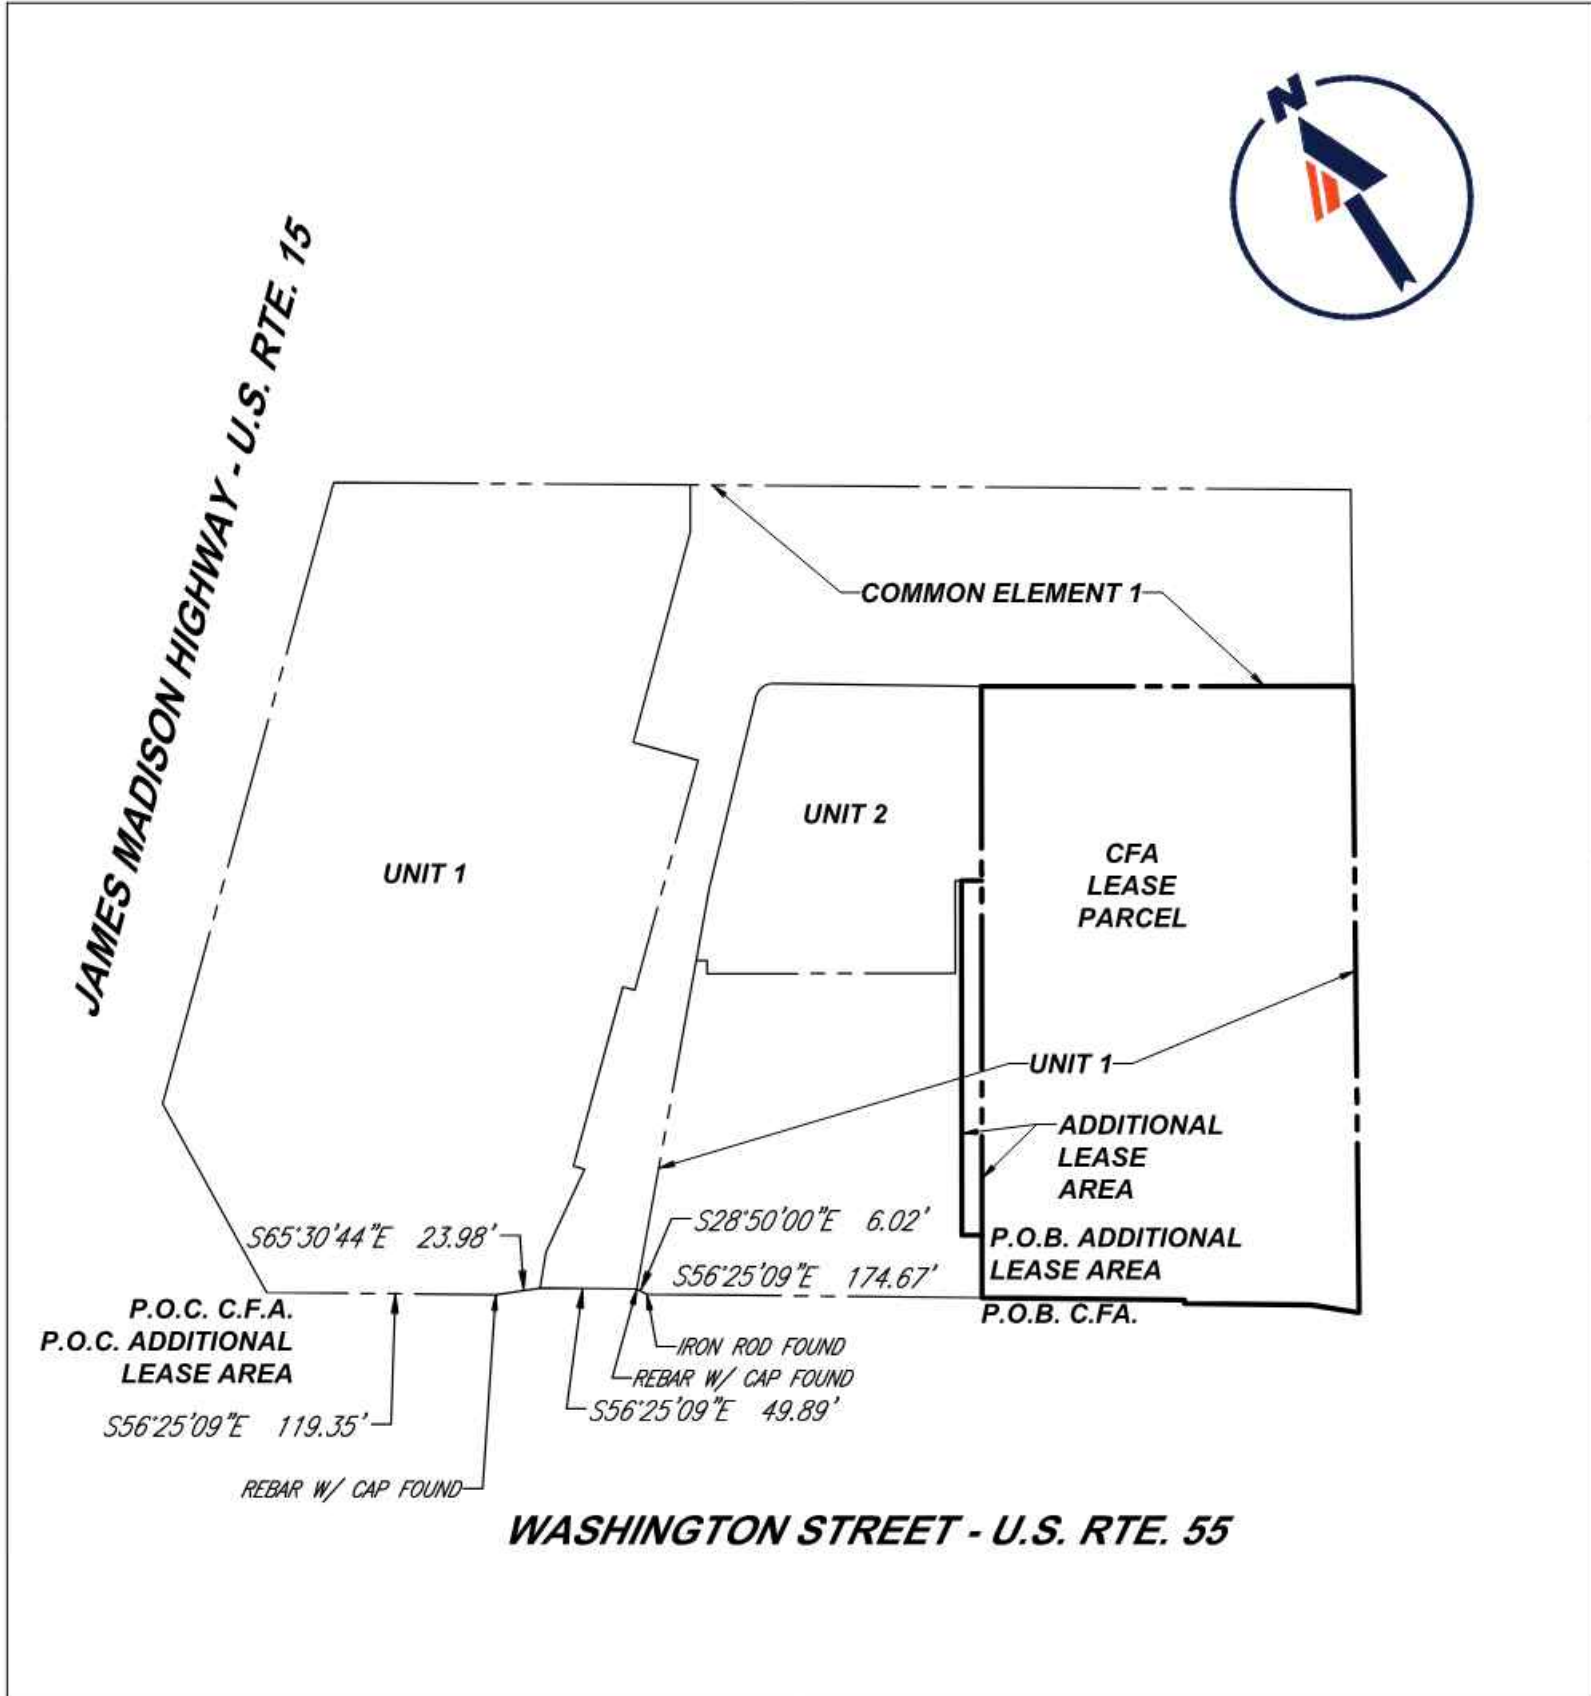 N
JAMES MADISON HIGHWAY - U.S. RTE. 15
COMMON ELEMENT 1
UNIT 2
UNIT 1
CFA
LEASE
PARCEL
UNIT 1
ADDITIONAL
LEASE
AREA
S65°30'44"E 23.98'
S28°50'00"E 6.02'
P.O.B. ADDITIONAL
LEASE AREA
S56°25'09"E 174.67'
P.O.C. C.F.A.
P.O.C. ADDITIONAL
LEASE AREA
P.O.B. C.FA.
IRON ROD FOUND
REBAR W/ CAP FOUND
S56°25'09"E 49.89'
S56°25'09"E 119.35'
REBAR W/ CAP FOUND
WASHINGTON STREET - U.S. RTE. 55